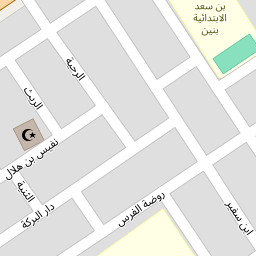 بن سعد
الابتدائية
بنين
الرحبة
الريث
نفيس بن هلال
الثنية
دار البركة
روضة الفرس
ابن سفير